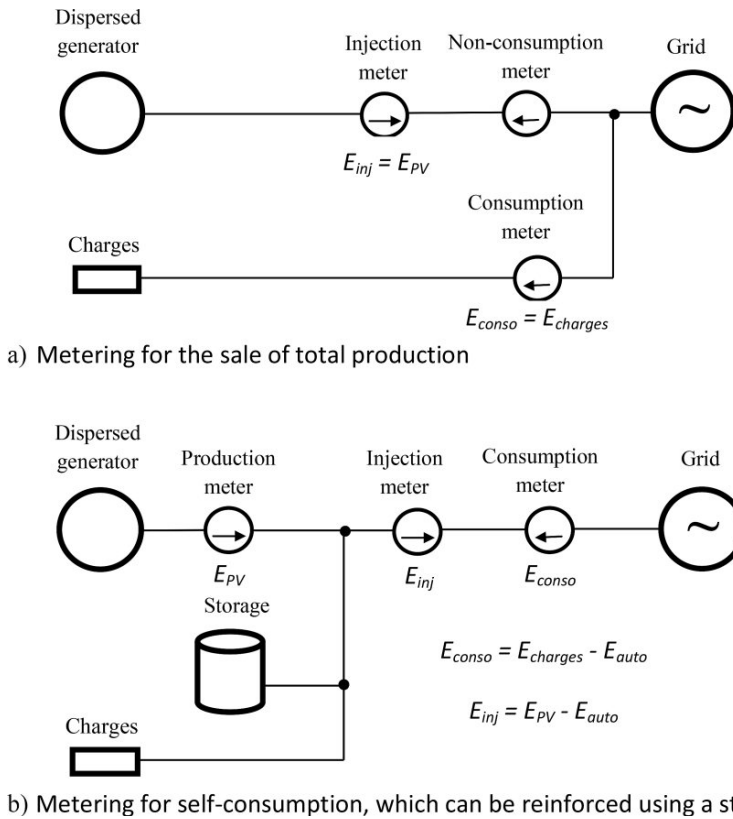 Dispersed
generator
Injection
meter
Non-consumption
meter
Grid
~
E_inj = E_PV
Consumption
meter
Charges
E_conso = E_charges
a) Metering for the sale of total production
Dispersed
generator
Production
meter
Injection
meter
Consumption
meter
Grid
~
E_PV
E_inj
E_conso
Storage
E_conso = E_charges - E_auto
E_inj = E_PV - E_auto
Charges
b) Metering for self-consumption, which can be reinforced using a